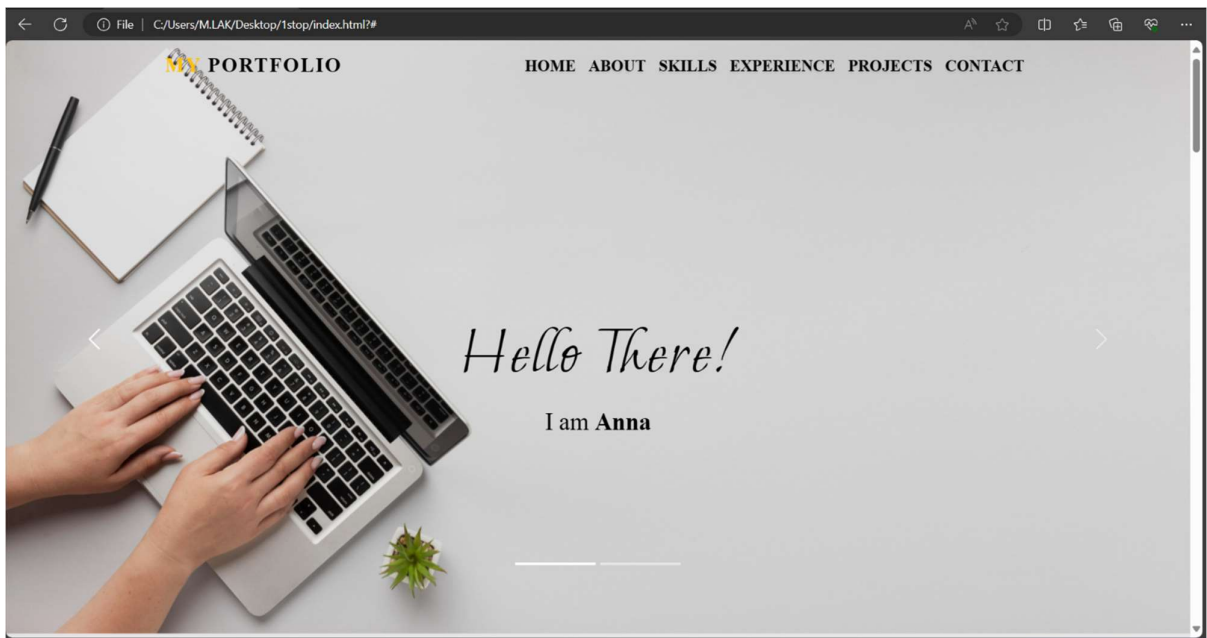 File | C:/Users/M.LAK/Desktop/1stop/index.html?#
MY PORTFOLIO
HOME ABOUT SKILLS EXPERIENCE PROJECTS CONTACT
Hello There!
I am Anna